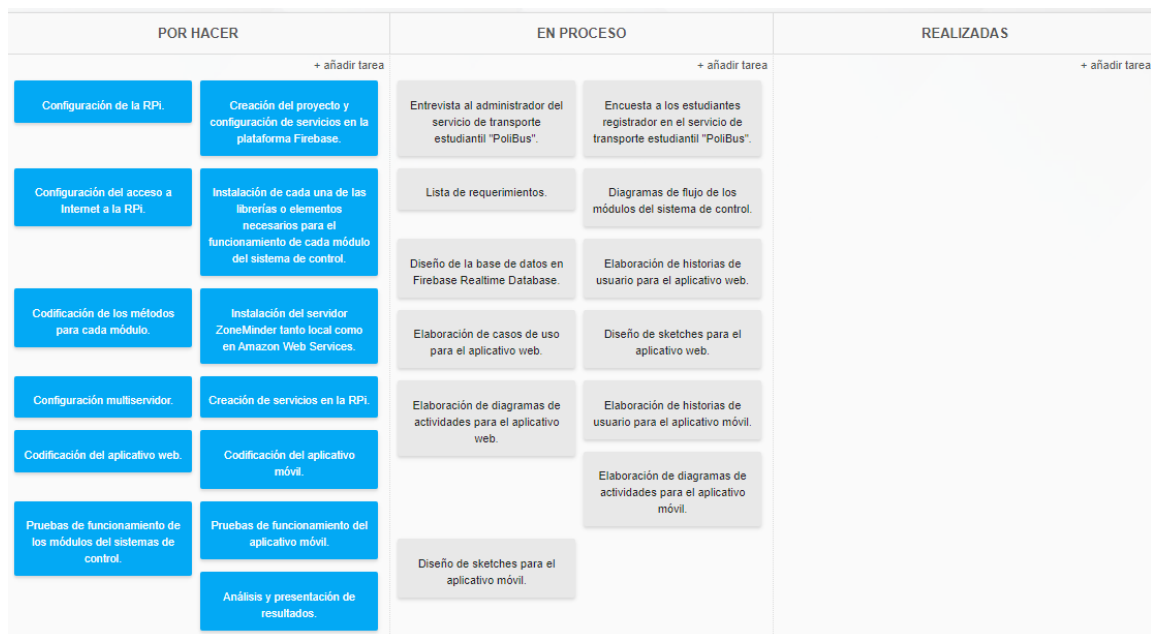 POR HACER
EN PROCESO
REALIZADAS
+ añadir tarea
+ añadir tarea
+ añadir tarea
Configuración de la RPi.
Creación del proyecto y
configuración de servicios en la
plataforma Firebase.
Configuración del acceso a
Internet a la RPi.
Instalación de cada una de las
librerías o elementos
necesarios para el
funcionamiento de cada módulo
del sistema de control.
Codificación de los métodos
para cada módulo.
Instalación del servidor
ZoneMinder tanto local como
en Amazon Web Services.
Configuración multiservidor.
Creación de servicios en la RPi.
Codificación del aplicativo web.
Codificación del aplicativo
móvil.
Pruebas de funcionamiento de
los módulos del sistemas de
control.
Pruebas de funcionamiento del
aplicativo móvil.
Análisis y presentación de
resultados.
Entrevista al administrador del
servicio de transporte
estudiantil "PoliBus".
Encuesta a los estudiantes
registrador en el servicio de
transporte estudiantil "PoliBus".
Lista de requerimientos.
Diagramas de flujo de los
módulos del sistema de control.
Diseño de la base de datos en
Firebase Realtime Database.
Elaboración de historias de
usuario para el aplicativo web.
Elaboración de casos de uso
para el aplicativo web.
Diseño de sketches para el
aplicativo web.
Elaboración de diagramas de
actividades para el aplicativo
web.
Elaboración de historias de
usuario para el aplicativo móvil.
Elaboración de diagramas de
actividades para el aplicativo
móvil.
Diseño de sketches para el
aplicativo móvil.